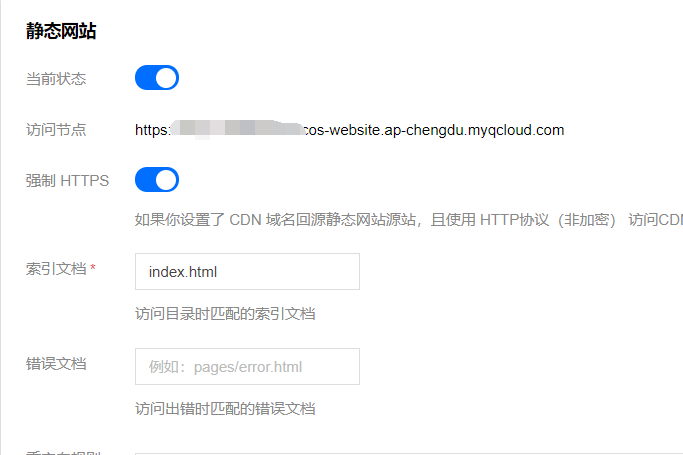 静态网站
当前状态
访问节点 https: cos-website.ap-chengdu.myqcloud.com
强制 HTTPS
如果你设置了 CDN 域名回源静态网站源站，且使用 HTTP协议（非加密） 访问CD
索引文档 * index.html
访问目录时匹配的索引文档
错误文档 例如：pages/error.html
访问出错时匹配的错误文档